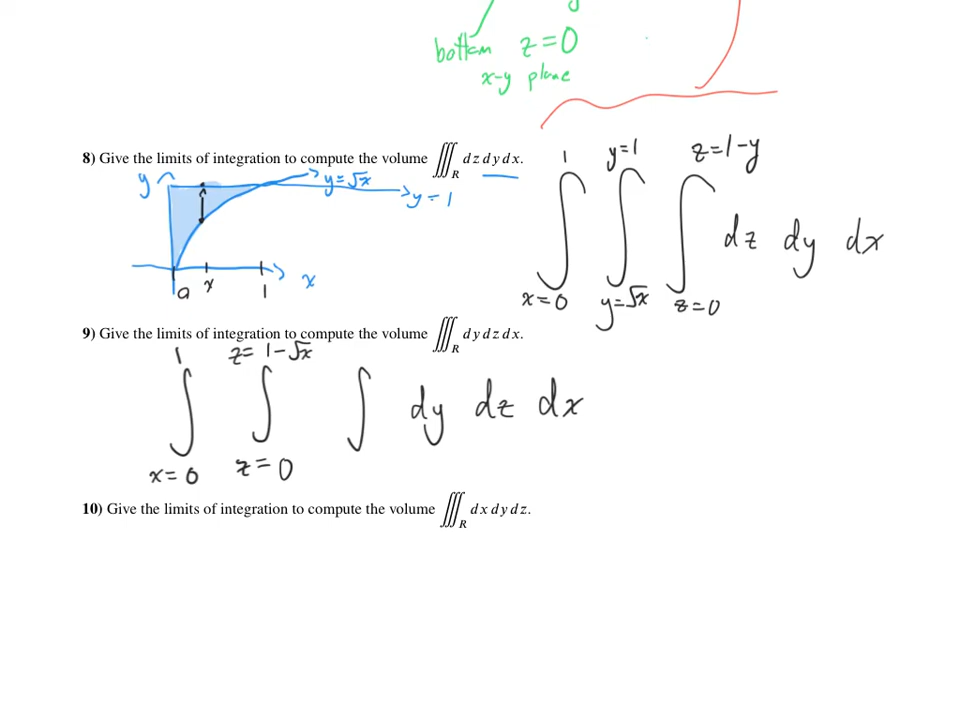 bottom z=0
x-y plane
8) Give the limits of integration to compute the volume ∭_R dz dy dx.
1 y=1 z=1-y
y y=√x
y=1
∫ ∫ ∫ dz dy dx
0 x 1 x
x=0 y=√x z=0
9) Give the limits of integration to compute the volume ∭_R dy dz dx.
1 z= 1-√x
∫ ∫ ∫ dy dz dx
x=0 z=0
10) Give the limits of integration to compute the volume ∭_R dx dy dz.